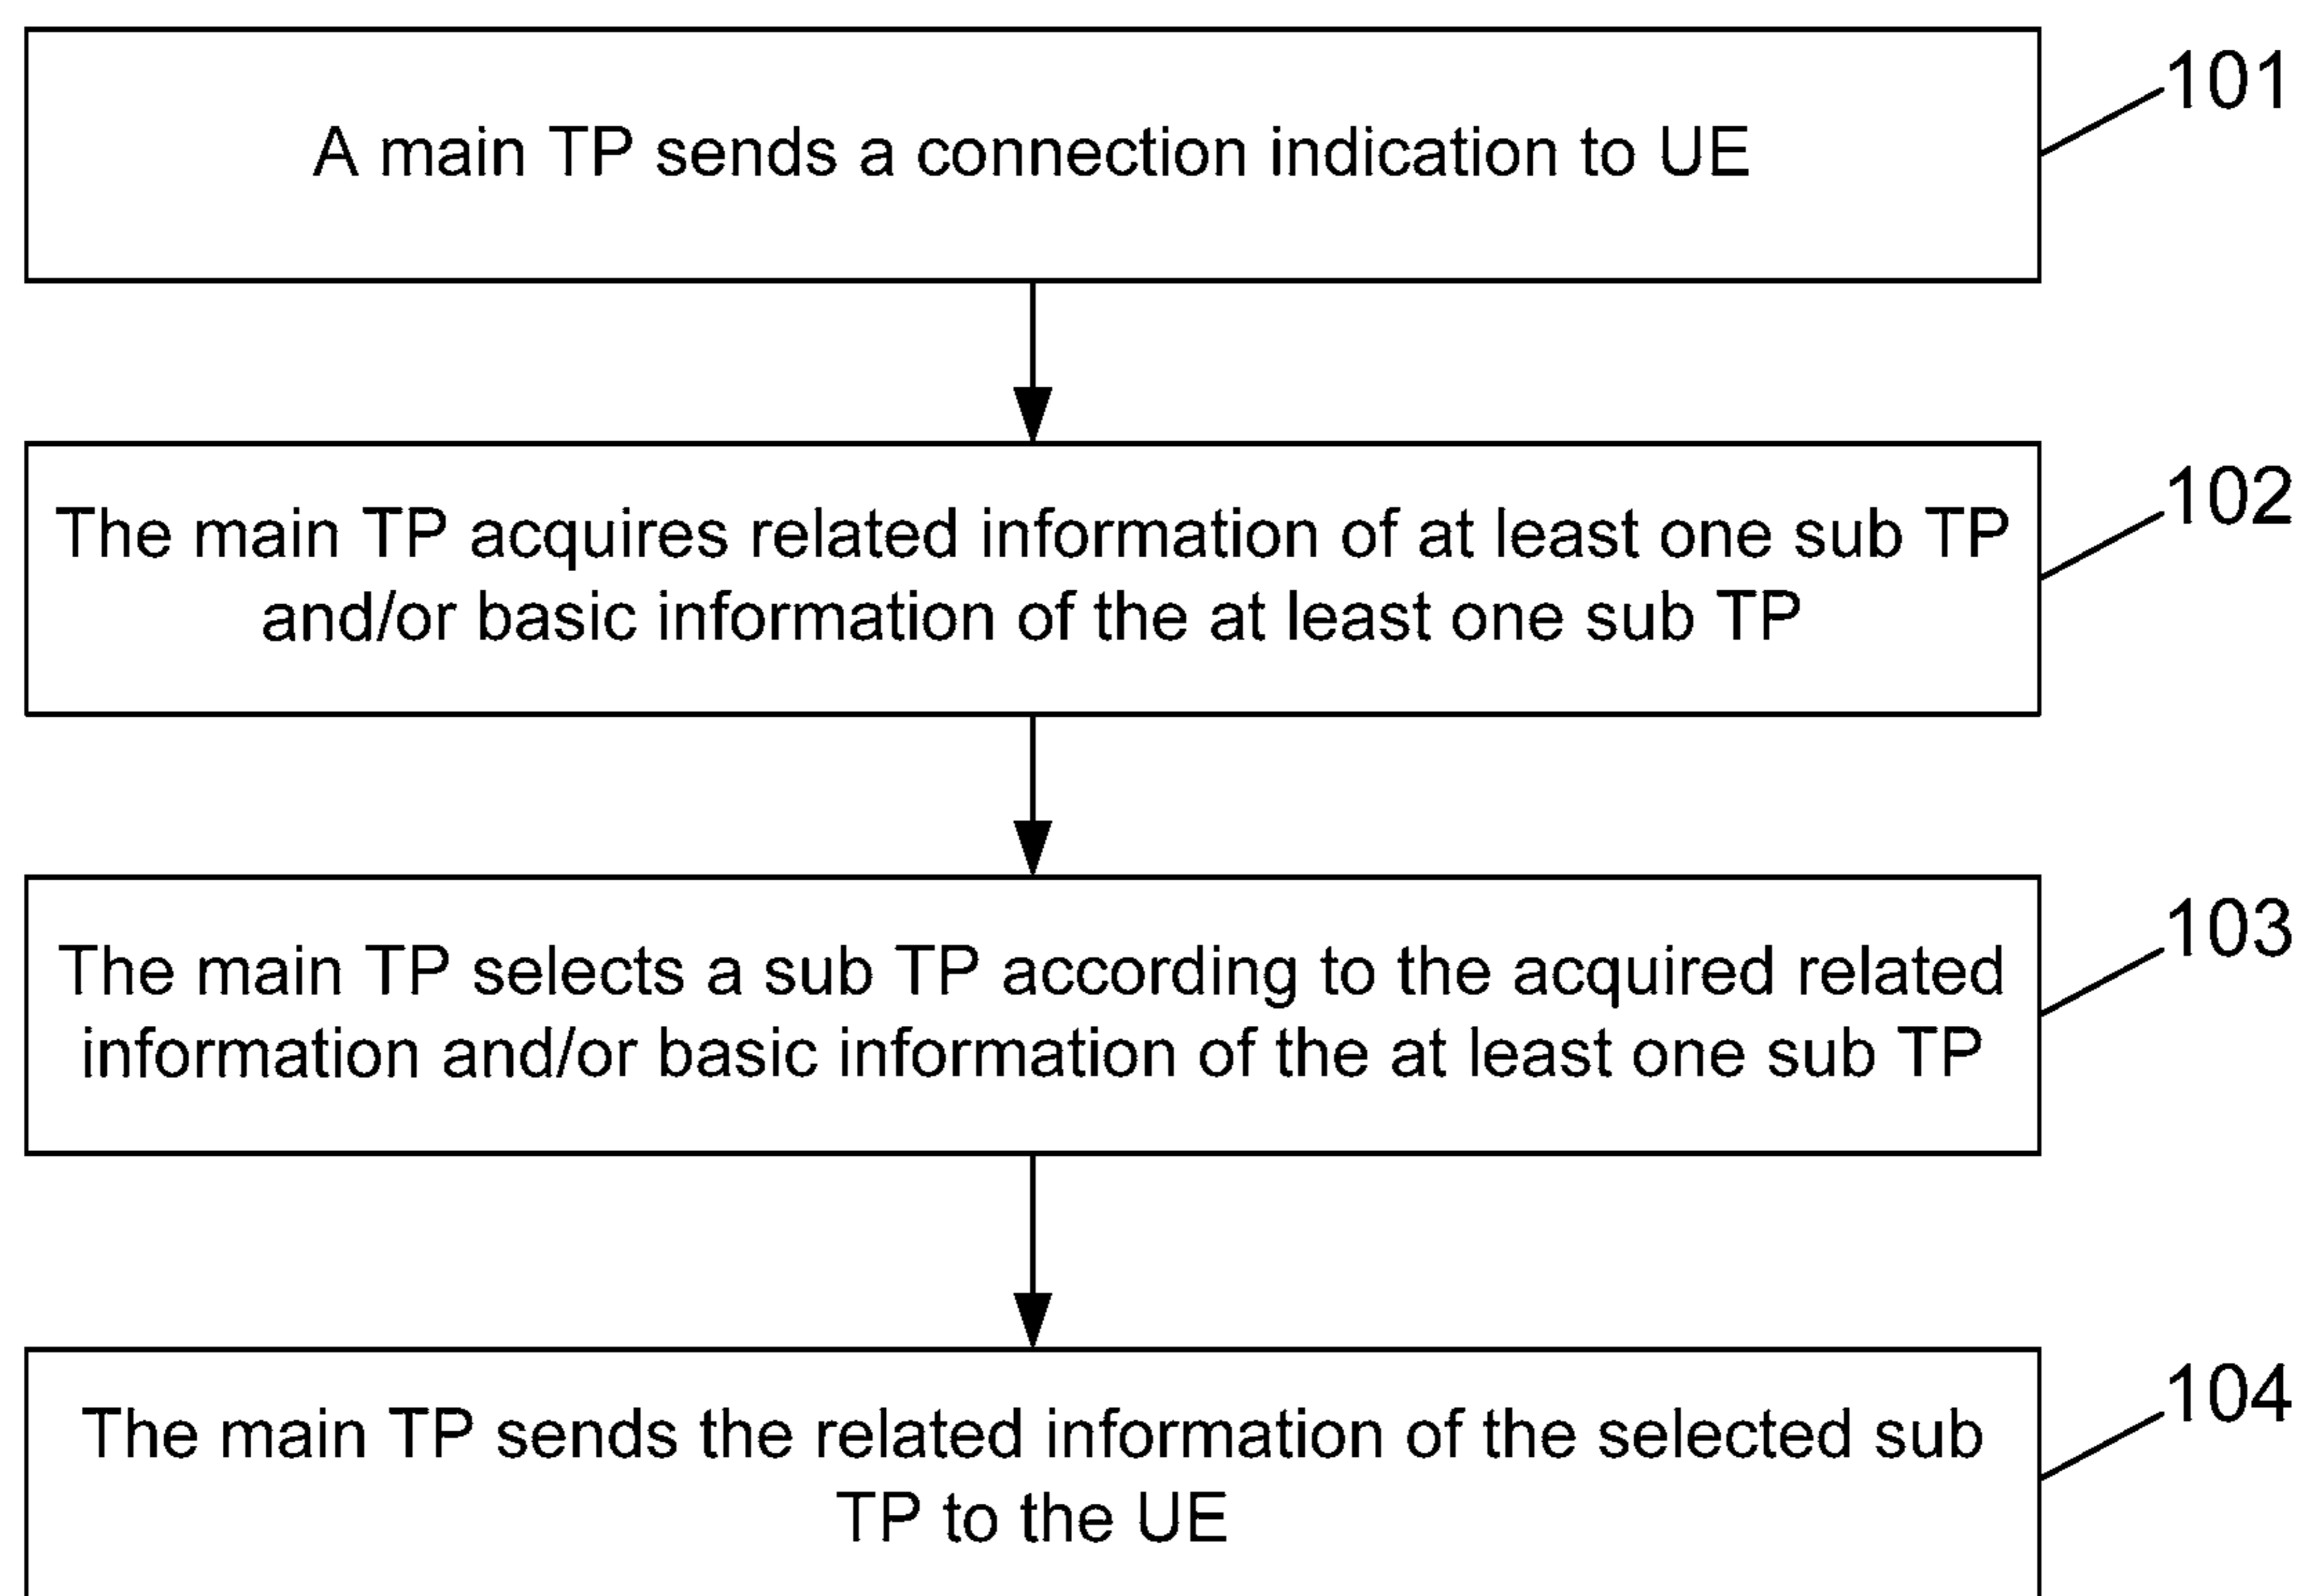 A main TP sends a connection indication to UE
101
The main TP acquires related information of at least one sub TP
and/or basic information of the at least one sub TP
102
The main TP selects a sub TP according to the acquired related
information and/or basic information of the at least one sub TP
103
The main TP sends the related information of the selected sub
TP to the UE
104